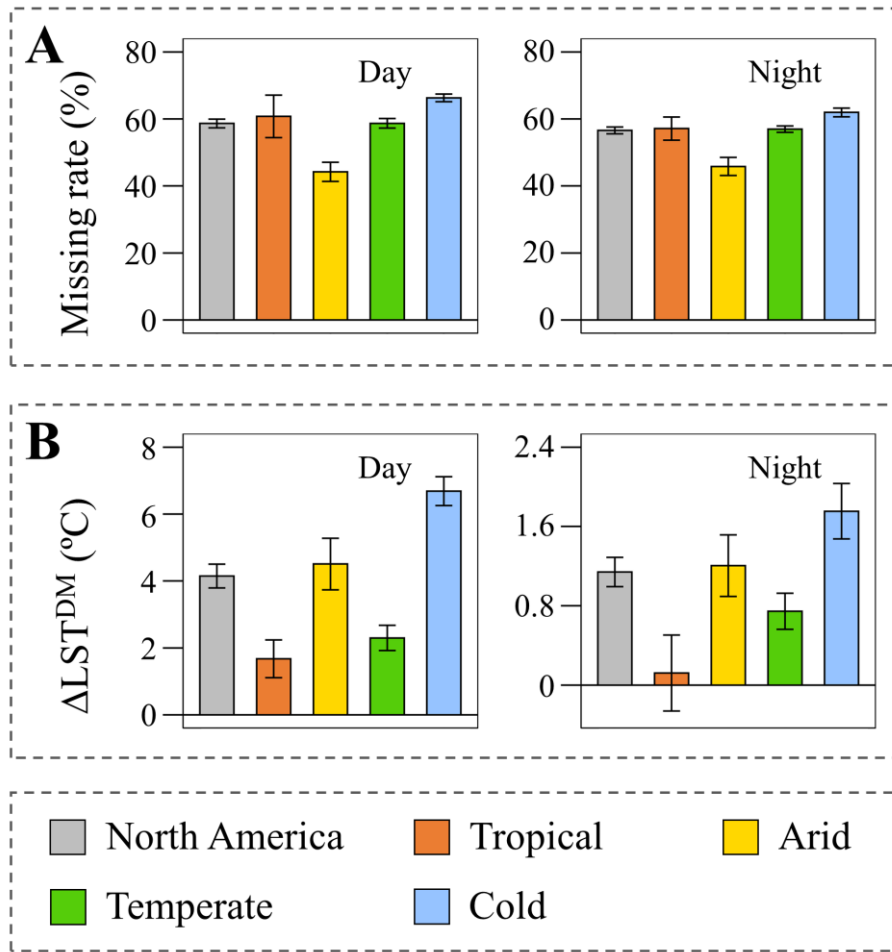 A
Missing rate (%)
80
60
40
20
0
Day
80
60
40
20
0
Night
B
ΔLST^DM (ºC)
8
6
4
2
0
Day
2.4
1.6
0.8
0
Night
North America
Tropical
Arid
Temperate
Cold